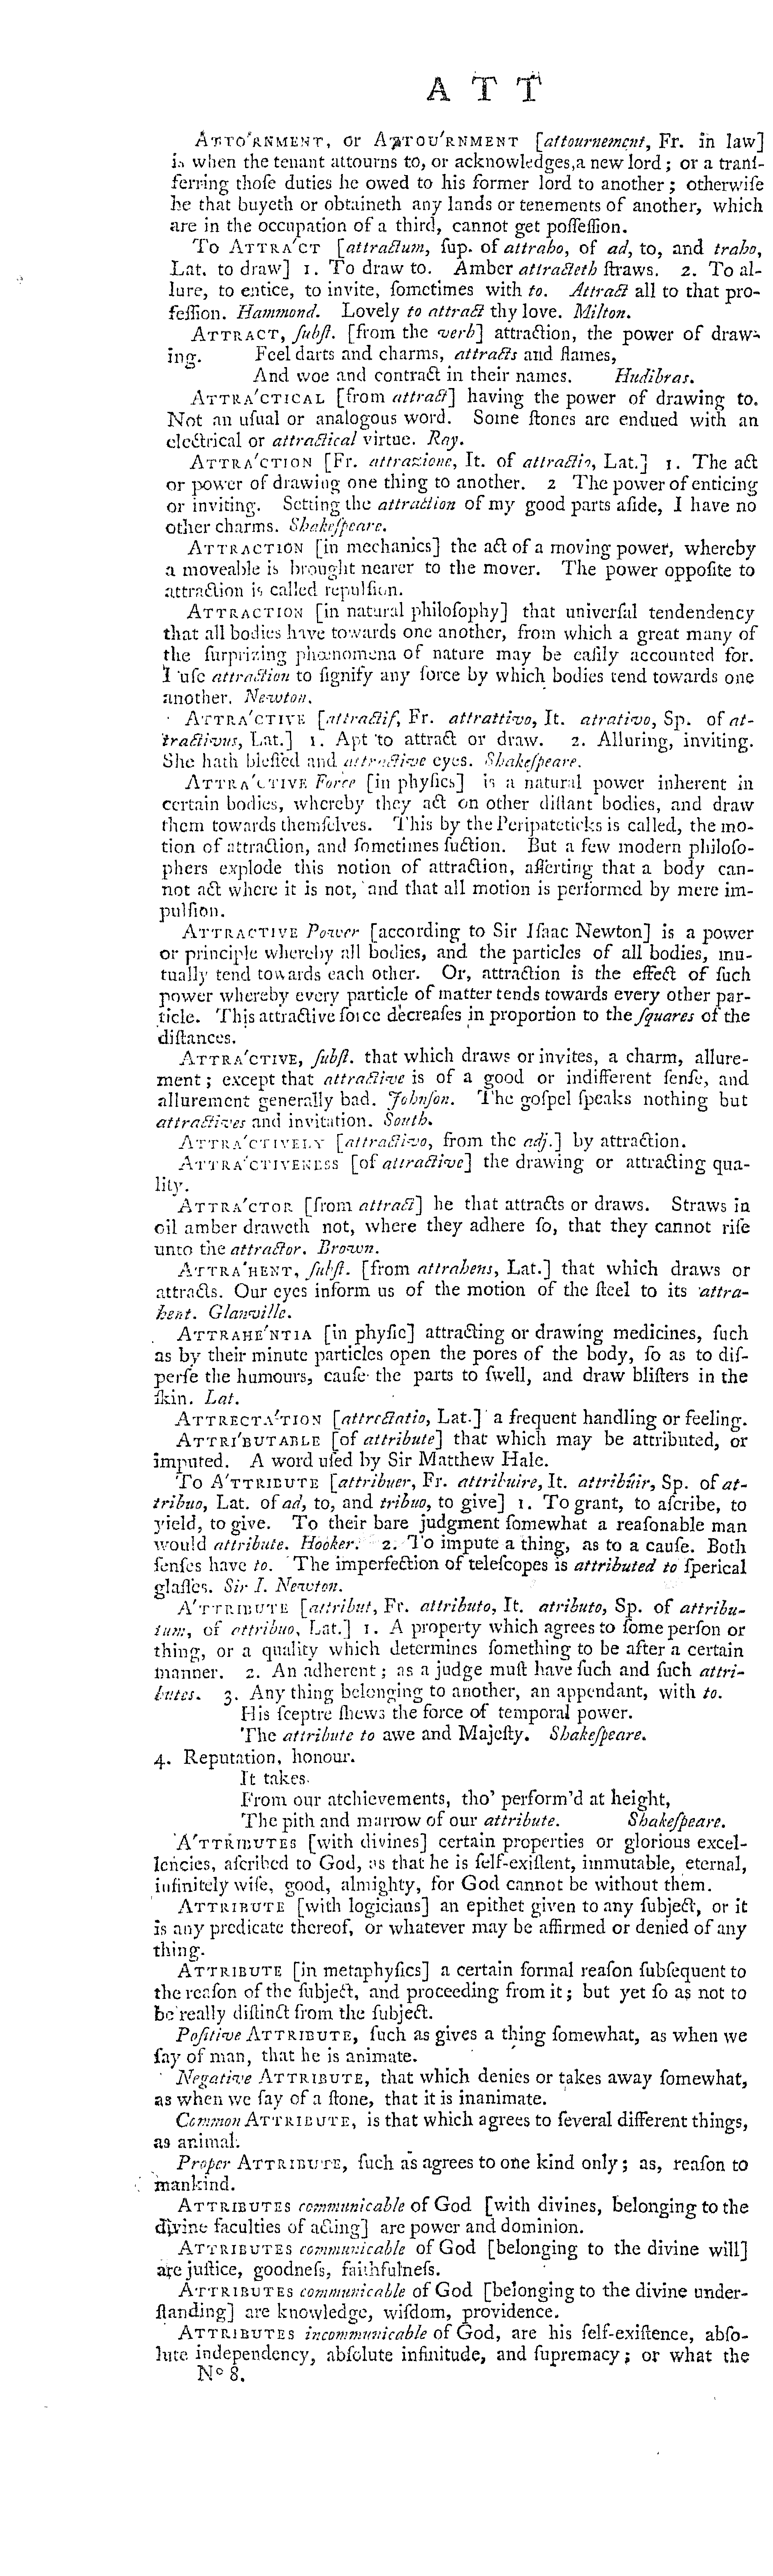 A T T
ATTO'RNMENT, or ATTOU'RNMENT [attournement, Fr. in law]
is when the tenant attourns to, or acknowledges, a new lord; or a tranſ-
ferring thoſe duties he owed to his former lord to another; otherwiſe
he that buyeth or obtaineth any lands or tenements of another, which
are in the occupation of a third, cannot get poſſeſſion.
To ATTRA'CT [attractum, ſup. of attraho, of ad, to, and traho,
Lat. to draw] 1. To draw to. Amber attracteth ſtraws. 2. To al-
lure, to entice, to invite, ſometimes with to. Attract all to that pro-
feſſion. Hammond. Lovely to attract thy love. Milton.
ATTRACT, ſubſt. [from the verb] attraction, the power of draw-
ing. Feel darts and charms, attracts and flames,
And woe and contract in their names. Hudibras.
ATTRA'CTICAL [from attract] having the power of drawing to.
Not an uſual or analogous word. Some ſtones are endued with an
electrical or attractical virtue. Ray.
ATTRA'CTION [Fr. attrazione, It. of attractio, Lat.] 1. The act
or power of drawing one thing to another. 2 The power of enticing
or inviting. Setting the attraction of my good parts aſide, I have no
other charms. Shakeſpeare.
ATTRACTION [in mechanics] the act of a moving power, whereby
a moveable is brought nearer to the mover. The power oppoſite to
attraction is called repulſion.
ATTRACTION [in natural philoſophy] that univerſal tendendency
that all bodies have towards one another, from which a great many of
the ſurprizing phœnomena of nature may be eaſily accounted for.
I uſe attraction to ſignify any force by which bodies tend towards one
another. Newton.
ATTRA'CTIVE [attractif, Fr. attrattivo, It. atrativo, Sp. of at-
tractivus, Lat.] 1. Apt to attract or draw. 2. Alluring, inviting.
She hath bleſſed and attractive eyes. Shakeſpeare.
ATTRA'CTIVE Force [in phyſics] is a natural power inherent in
certain bodies, whereby they act on other diſtant bodies, and draw
them towards themſelves. This by the Peripateticks is called, the mo-
tion of attraction, and ſometimes ſuction. But a few modern philoſo-
phers explode this notion of attraction, aſſerting that a body can-
not act where it is not, and that all motion is performed by mere im-
pulſion.
ATTRACTIVE Power [according to Sir Iſaac Newton] is a power
or principle whereby all bodies, and the particles of all bodies, mu-
tually tend towards each other. Or, attraction is the effect of ſuch
power whereby every particle of matter tends towards every other par-
ticle. This attractive force decreaſes in proportion to the ſquares of the
diſtances.
ATTRA'CTIVE, ſubſt. that which draws or invites, a charm, allure-
ment; except that attractive is of a good or indifferent ſenſe, and
allurement generally bad. Johnſon. The goſpel ſpeaks nothing but
attractives and invitation. South.
ATTRA'CTIVELY [attractivo, from the adj.] by attraction.
ATTRA'CTIVENESS [of attractive] the drawing or attracting qua-
lity.
ATTRA'CTOR [from attract] he that attracts or draws. Straws in
oil amber draweth not, where they adhere ſo, that they cannot riſe
unto the attractor. Brown.
ATTRA'HENT, ſubſt. [from attrahens, Lat.] that which draws or
attracts. Our eyes inform us of the motion of the ſteel to its attra-
hent. Glanville.
ATTRAHE'NTIA [in phyſic] attracting or drawing medicines, ſuch
as by their minute particles open the pores of the body, ſo as to diſ-
perſe the humours, cauſe the parts to ſwell, and draw bliſters in the
ſkin. Lat.
ATTRECTA'TION [attrectatio, Lat.] a frequent handling or feeling.
ATTRI'BUTABLE [of attribute] that which may be attributed, or
imputed. A word uſed by Sir Matthew Hale.
To A'TTRIBUTE [attribuer, Fr. attribuire, It. attribúir, Sp. of at-
tribuo, Lat. of ad, to, and tribuo, to give] 1. To grant, to aſcribe, to
yield, to give. To their bare judgment ſomewhat a reaſonable man
would attribute. Hooker. 2. To impute a thing, as to a cauſe. Both
ſenſes have to. The imperfection of teleſcopes is attributed to ſperical
glaſſes. Sir I. Newton.
A'TTRIBUTE [attribut, Fr. attributo, It. atributo, Sp. of attribu-
tum, of attribuo, Lat.] 1. A property which agrees to ſome perſon or
thing, or a quality which determines ſomething to be after a certain
manner. 2. An adherent; as a judge muſt have ſuch and ſuch attri-
butes. 3. Any thing belonging to another, an appendant, with to.
His ſceptre ſhews the force of temporal power.
The attribute to awe and Majeſty. Shakeſpeare.
4. Reputation, honour.
It takes
From our atchievements, tho' perform'd at height,
The pith and marrow of our attribute. Shakeſpeare.
A'TTRIBUTES [with divines] certain properties or glorious excel-
lencies, aſcribed to God, as that he is ſelf-exiſtent, immutable, eternal,
infinitely wiſe, good, almighty, for God cannot be without them.
ATTRIBUTE [with logicians] an epithet given to any ſubject, or it
is any predicate thereof, or whatever may be affirmed or denied of any
thing.
ATTRIBUTE [in metaphyſics] a certain formal reaſon ſubſequent to
the reaſon of the ſubject, and proceeding from it; but yet ſo as not to
be really diſtinct from the ſubject.
Poſitive ATTRIBUTE, ſuch as gives a thing ſomewhat, as when we
ſay of man, that he is animate.
Negative ATTRIBUTE, that which denies or takes away ſomewhat,
as when we ſay of a ſtone, that it is inanimate.
Common ATTRIBUTE, is that which agrees to ſeveral different things,
as animal.
Proper ATTRIBUTE, ſuch as agrees to one kind only; as, reaſon to
mankind.
ATTRIBUTES communicable of God [with divines, belonging to the
divine faculties of acting] are power and dominion.
ATTRIBUTES communicable of God [belonging to the divine will]
are juſtice, goodneſs, faithfulneſs.
ATTRIBUTES communicable of God [belonging to the divine under-
ſtanding] are knowledge, wiſdom, providence.
ATTRIBUTES incommunicable of God, are his ſelf-exiſtence, abſo-
lute independency, abſolute infinitude, and ſupremacy; or what the
Nº 8.